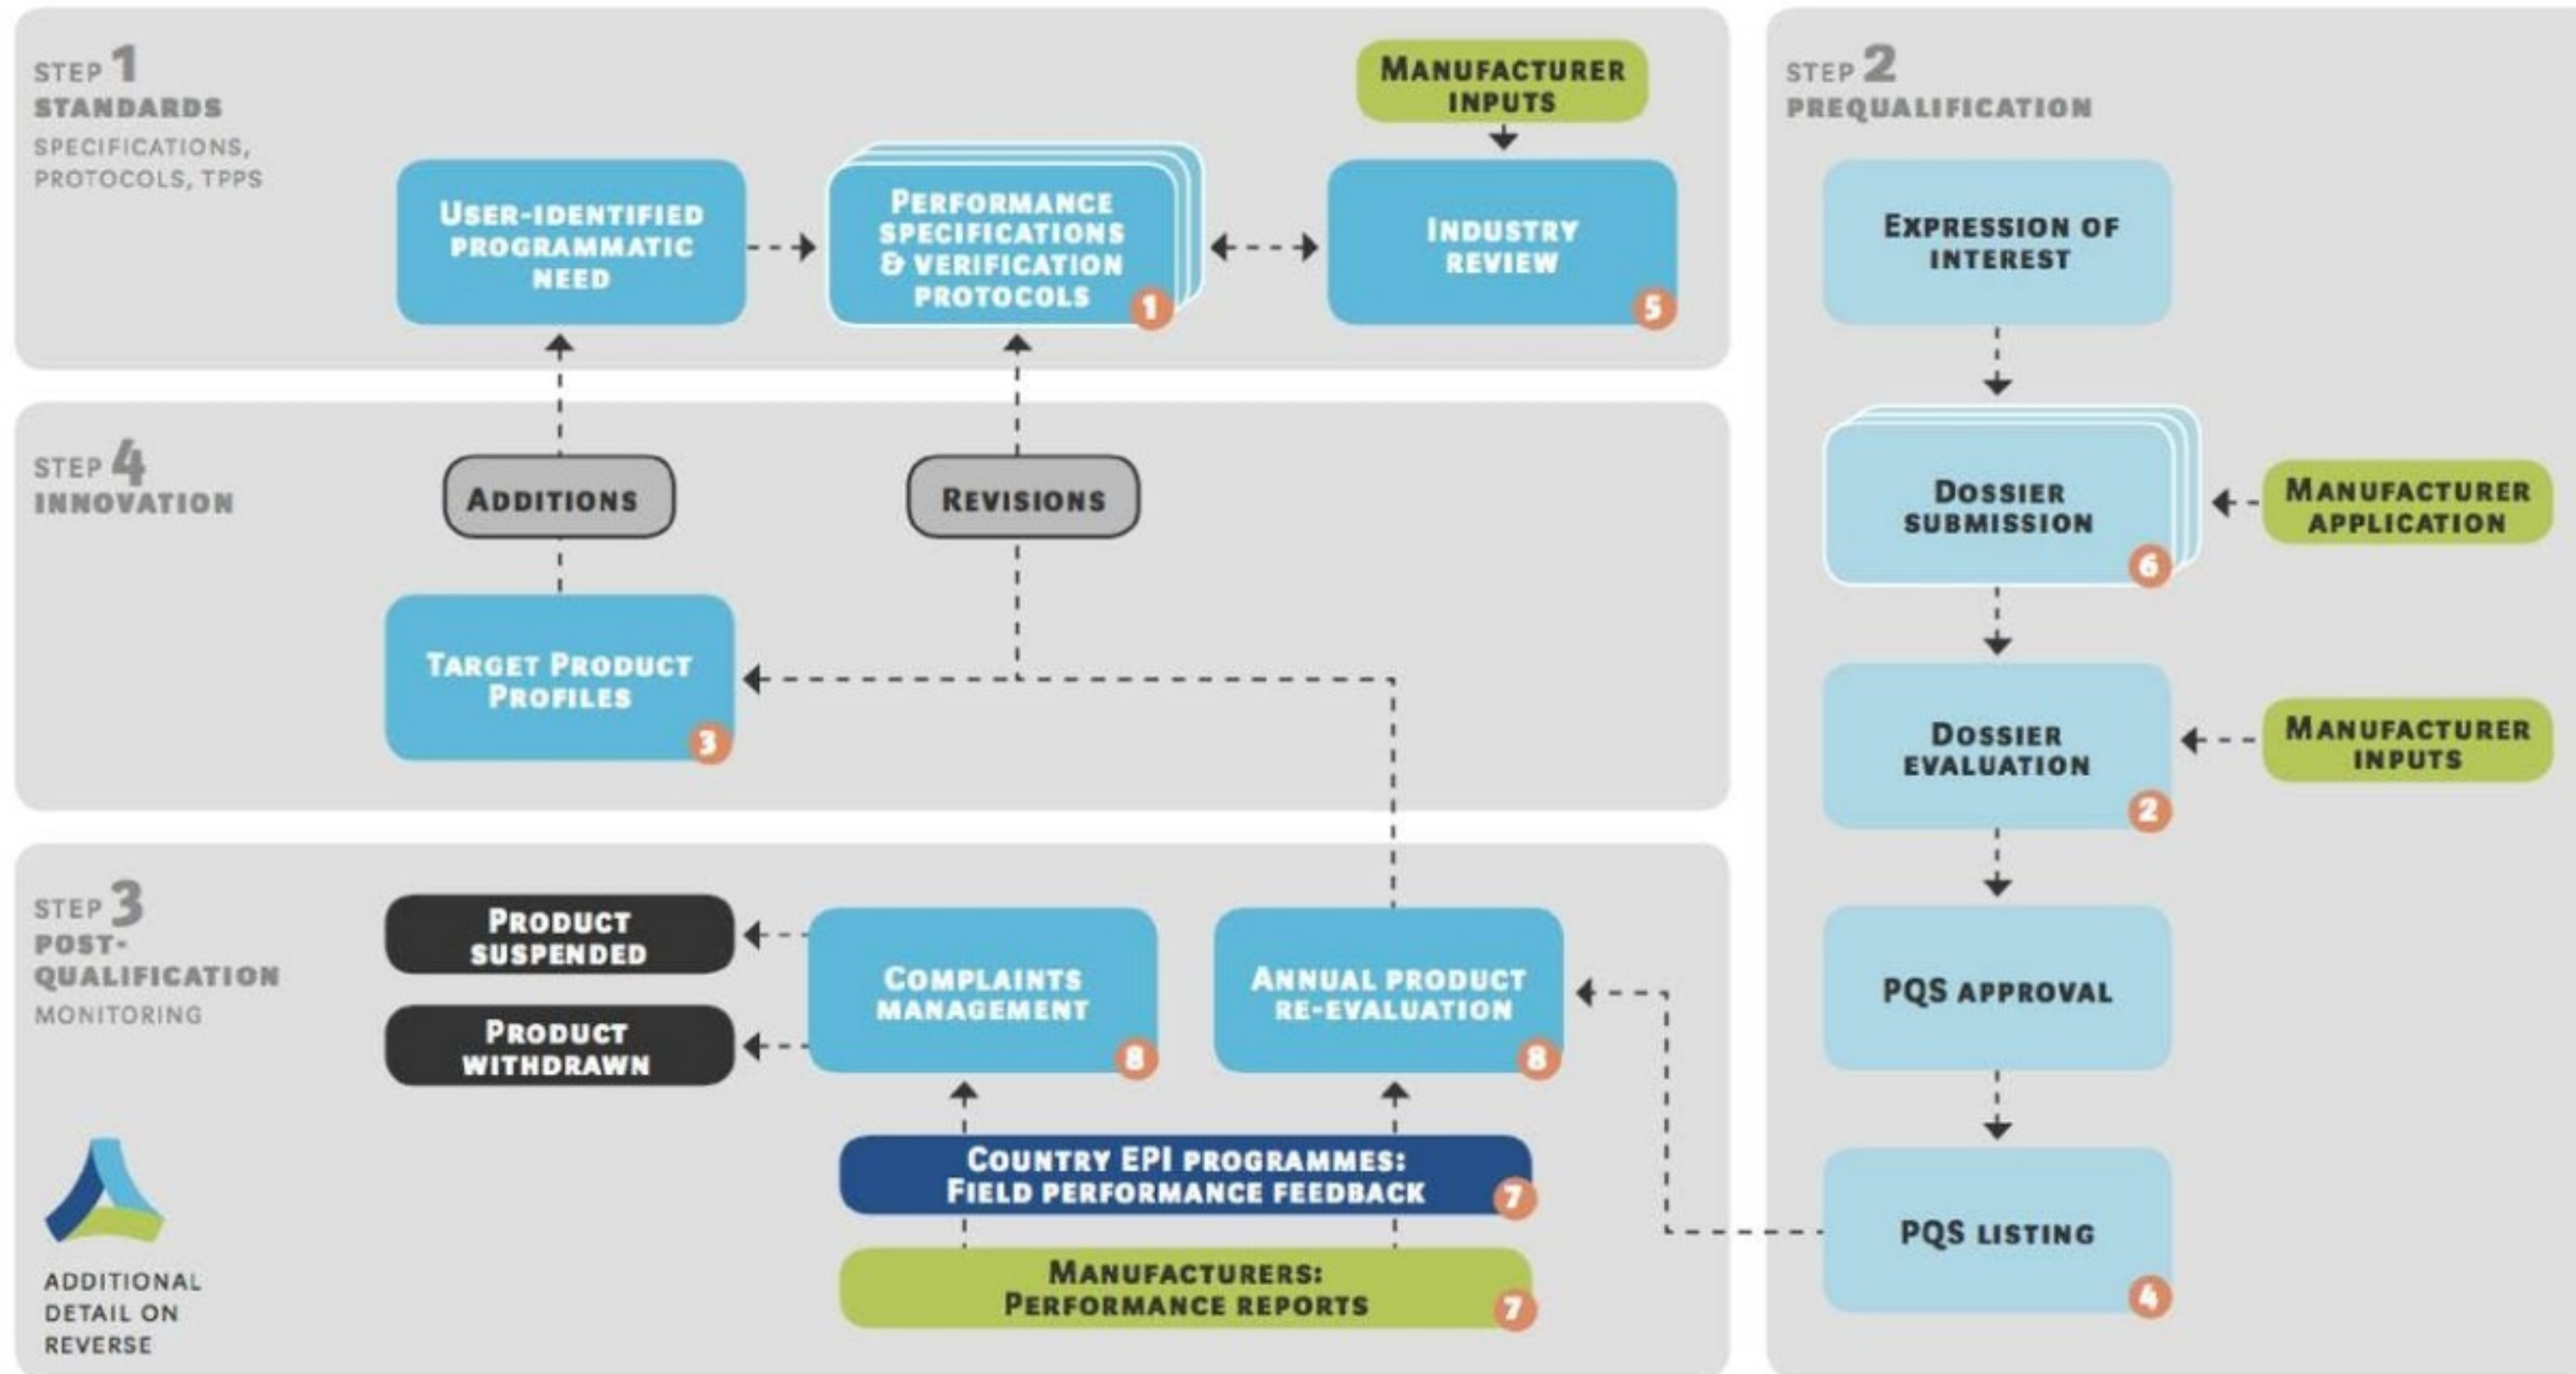 STEP 1
STANDARDS
SPECIFICATIONS,
PROTOCOLS, TPPS
USER-IDENTIFIED
PROGRAMMATIC
NEED
PERFORMANCE
SPECIFICATIONS
& VERIFICATION
PROTOCOLS
1
MANUFACTURER
INPUTS
INDUSTRY
REVIEW
5
STEP 4
INNOVATION
ADDITIONS
REVISIONS
TARGET PRODUCT
PROFILES
3
STEP 3
POST-
QUALIFICATION
MONITORING
PRODUCT
SUSPENDED
PRODUCT
WITHDRAWN
COMPLAINTS
MANAGEMENT
8
ANNUAL PRODUCT
RE-EVALUATION
8
COUNTRY EPI PROGRAMMES:
FIELD PERFORMANCE FEEDBACK
7
MANUFACTURERS:
PERFORMANCE REPORTS
7
ADDITIONAL
DETAIL ON
REVERSE
STEP 2
PREQUALIFICATION
EXPRESSION OF
INTEREST
DOSSIER
SUBMISSION
6
MANUFACTURER
APPLICATION
DOSSIER
EVALUATION
2
MANUFACTURER
INPUTS
PQS APPROVAL
PQS LISTING
4